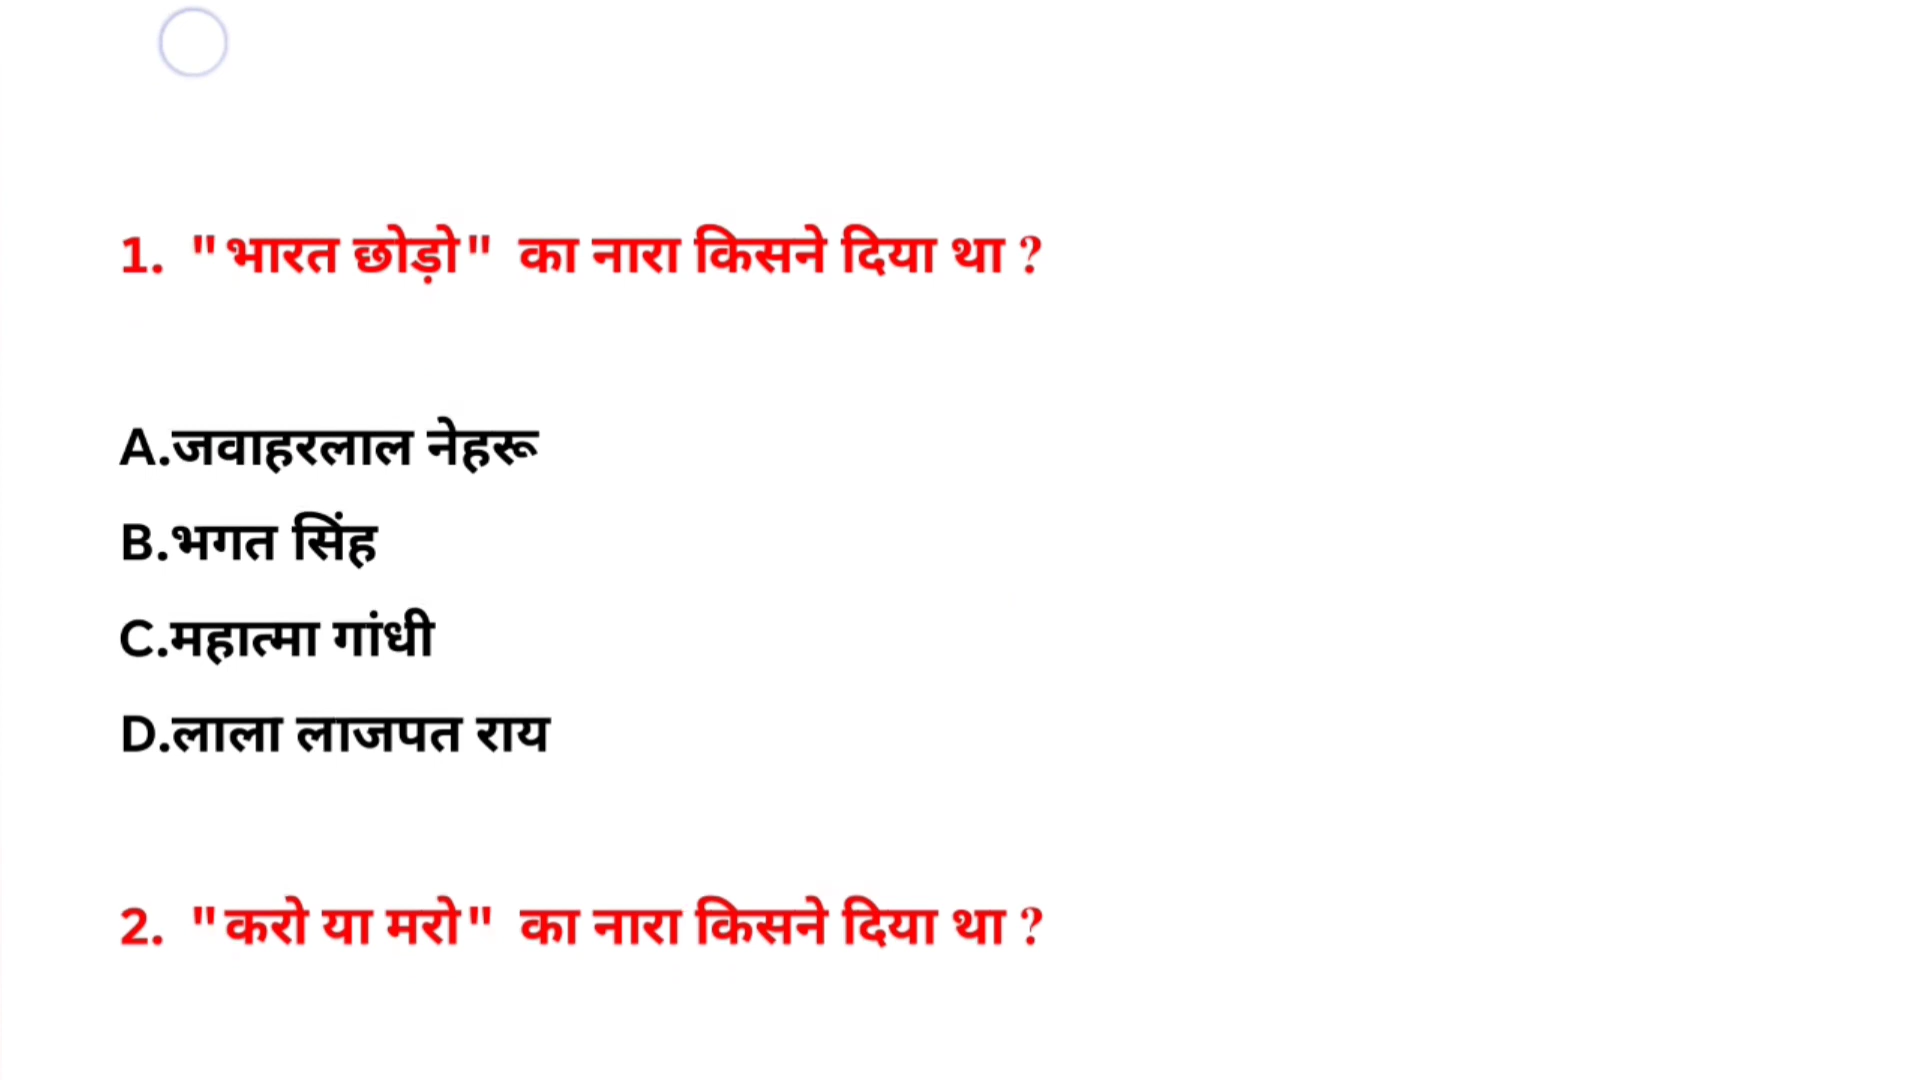 1. "भारत छोड़ो" का नारा किसने दिया था ?
A.जवाहरलाल नेहरू
B.भगत सिंह
C.महात्मा गांधी
D.लाला लाजपत राय
2. "करो या मरो" का नारा किसने दिया था ?